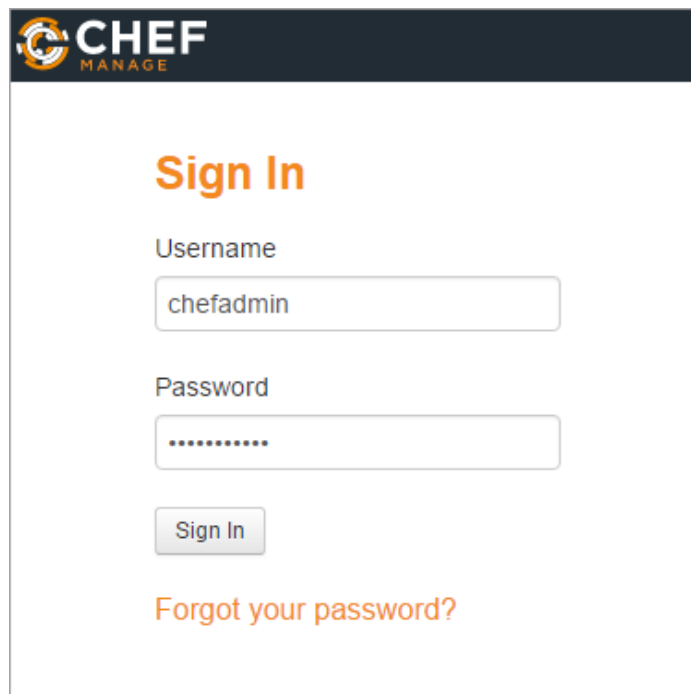 CHEF
MANAGE
Sign In
Username
chefadmin
Password
•••••••••••
Sign In
Forgot your password?